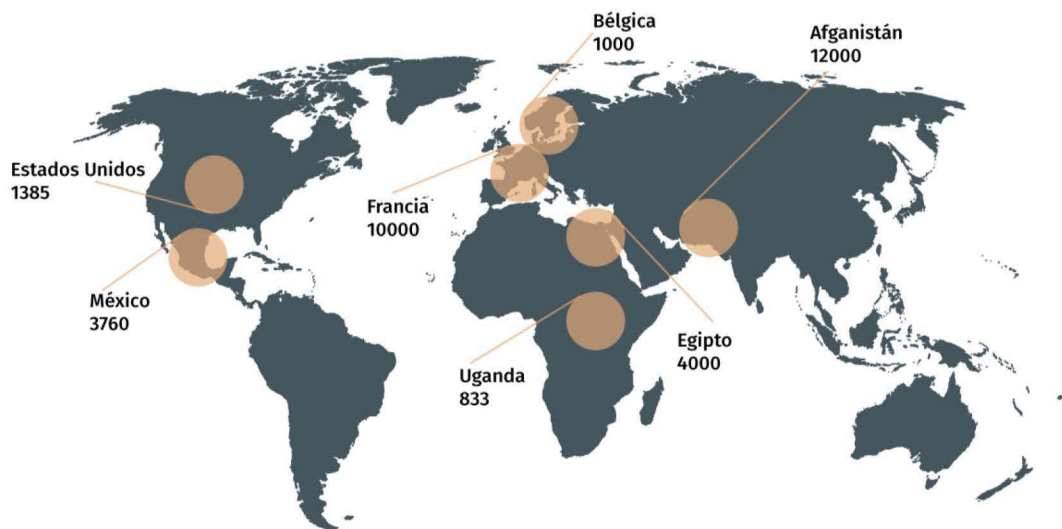 Bélgica
1000
Afganistán
12000
Estados Unidos
1385
Francia
10000
México
3760
Egipto
4000
Uganda
833